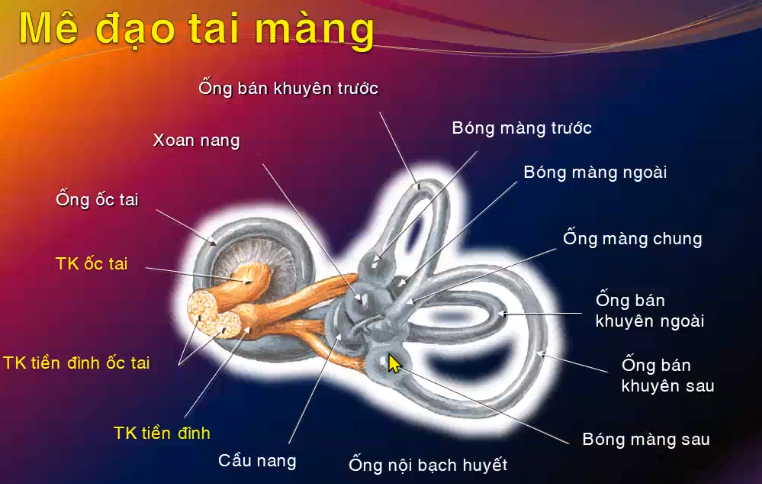 Mê đạo tai màng
Ống bán khuyên trước
Bóng màng trước
Xoan nang
Bóng màng ngoài
Ống ốc tai
Ống màng chung
TK ốc tai
Ống bán
khuyên ngoài
TK tiền đình ốc tai
Ống bán
khuyên sau
TK tiền đình
Bóng màng sau
Cầu nang
Ống nội bạch huyết